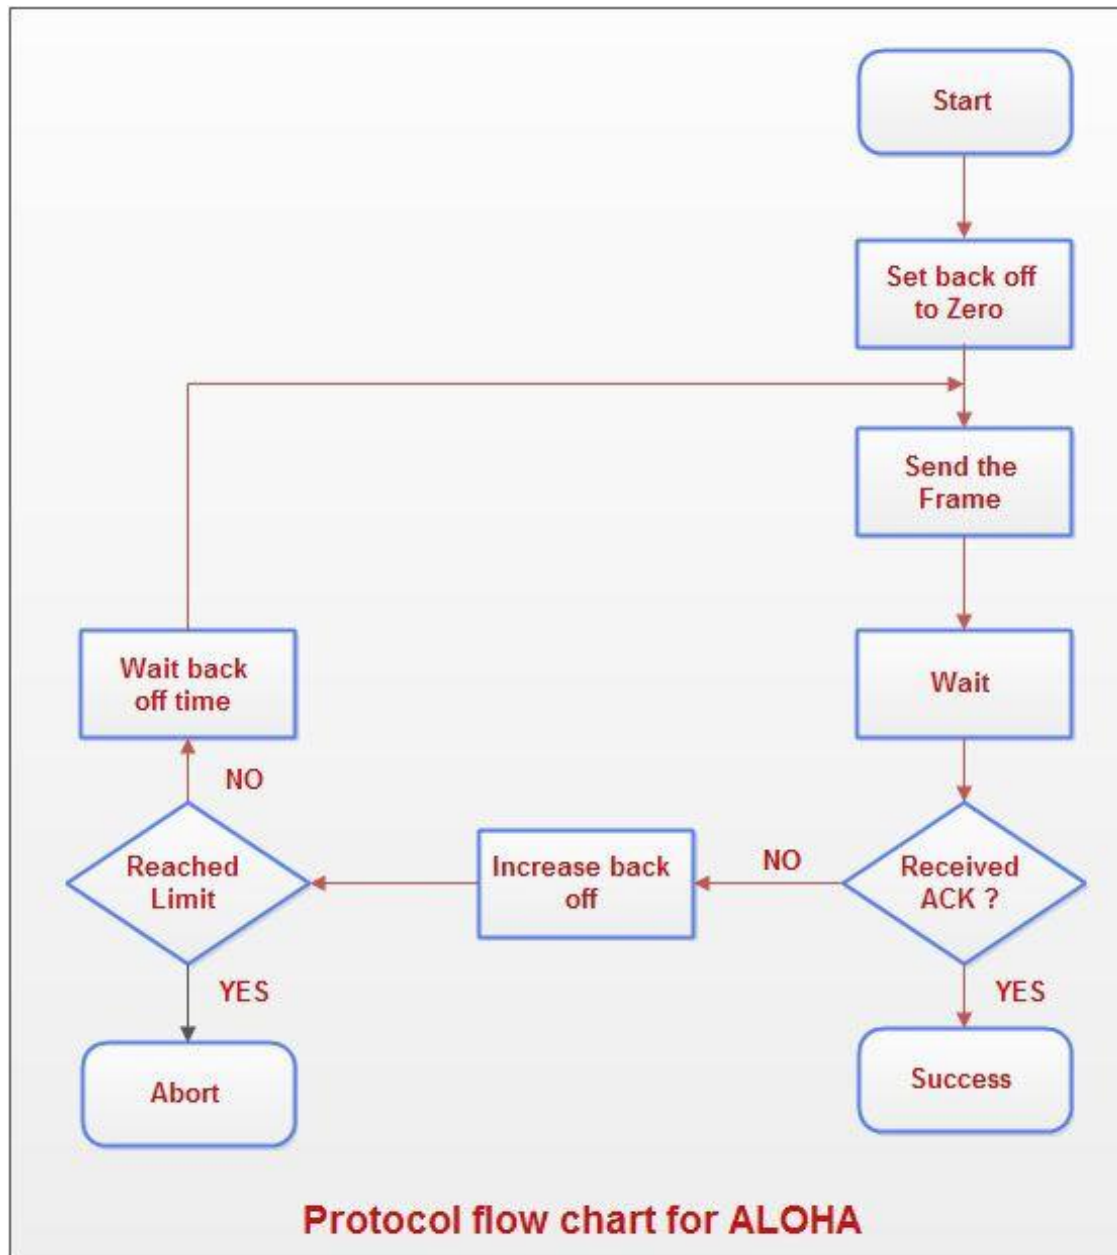 Start
Set back off
to Zero
Send the
Frame
Wait back
off time
Wait
NO
Reached
Limit
Increase back
off
NO
Received
ACK ?
YES
YES
Abort
Success
Protocol flow chart for ALOHA